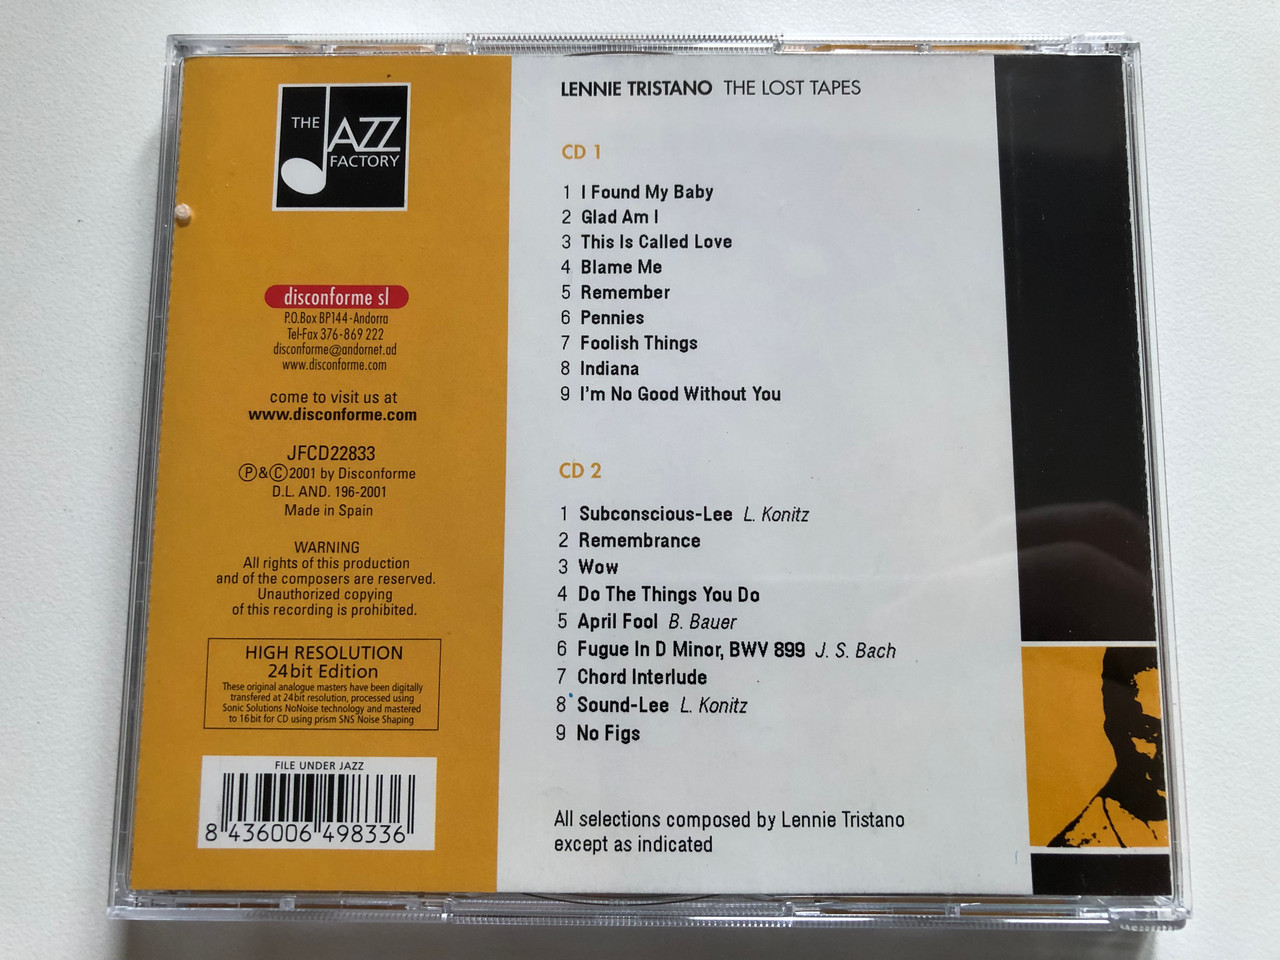 THE JAZZ
FACTORY
disconforme sl
P.O.Box BP144-Andorra
Tel-Fax 376-869 222
disconforme@andornet.ad
www.disconforme.com
come to visit us at
www.disconforme.com
JFCD22833
Ⓟ&Ⓒ2001 by Disconforme
D.L. AND. 196-2001
Made in Spain
WARNING
All rights of this production
and of the composers are reserved.
Unauthorized copying
of this recording is prohibited.
HIGH RESOLUTION
24bit Edition
These original analogue masters have been digitally
transfered at 24bit resolution, processed using
Sonic Solutions NoNoise technology and mastered
to 16bit for CD using prism SNS Noise Shaping
FILE UNDER JAZZ
8 436006 498336
LENNIE TRISTANO THE LOST TAPES
CD 1
1 I Found My Baby
2 Glad Am I
3 This Is Called Love
4 Blame Me
5 Remember
6 Pennies
7 Foolish Things
8 Indiana
9 I'm No Good Without You
CD 2
1 Subconscious-Lee L. Konitz
2 Remembrance
3 Wow
4 Do The Things You Do
5 April Fool B. Bauer
6 Fugue In D Minor, BWV 899 J. S. Bach
7 Chord Interlude
8 Sound-Lee L. Konitz
9 No Figs
All selections composed by Lennie Tristano
except as indicated